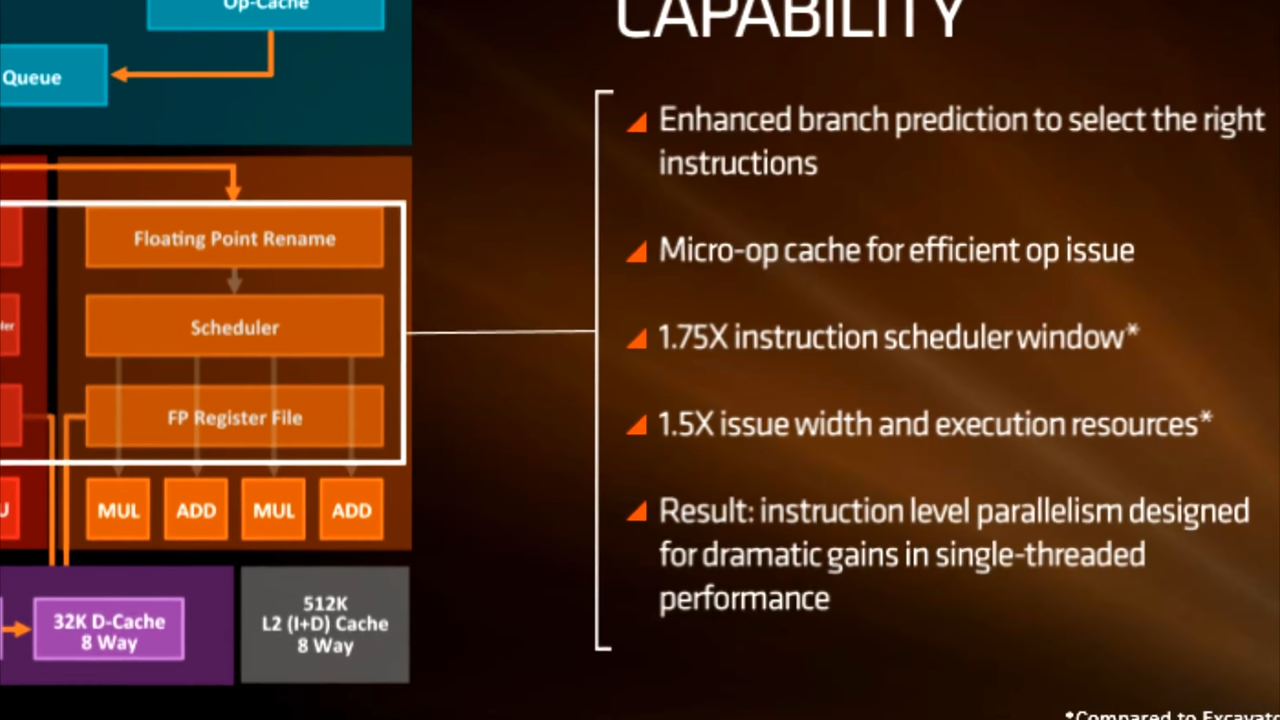 Op-Cache
Queue
Floating Point Rename
Scheduler
FP Register File
MUL ADD MUL ADD
32K D-Cache
8 Way
512K
L2 (I+D) Cache
8 Way
CAPABILITY
Enhanced branch prediction to select the right
instructions
Micro-op cache for efficient op issue
1.75X instruction scheduler window*
1.5X issue width and execution resources*
Result: instruction level parallelism designed
for dramatic gains in single-threaded
performance
*Compared to